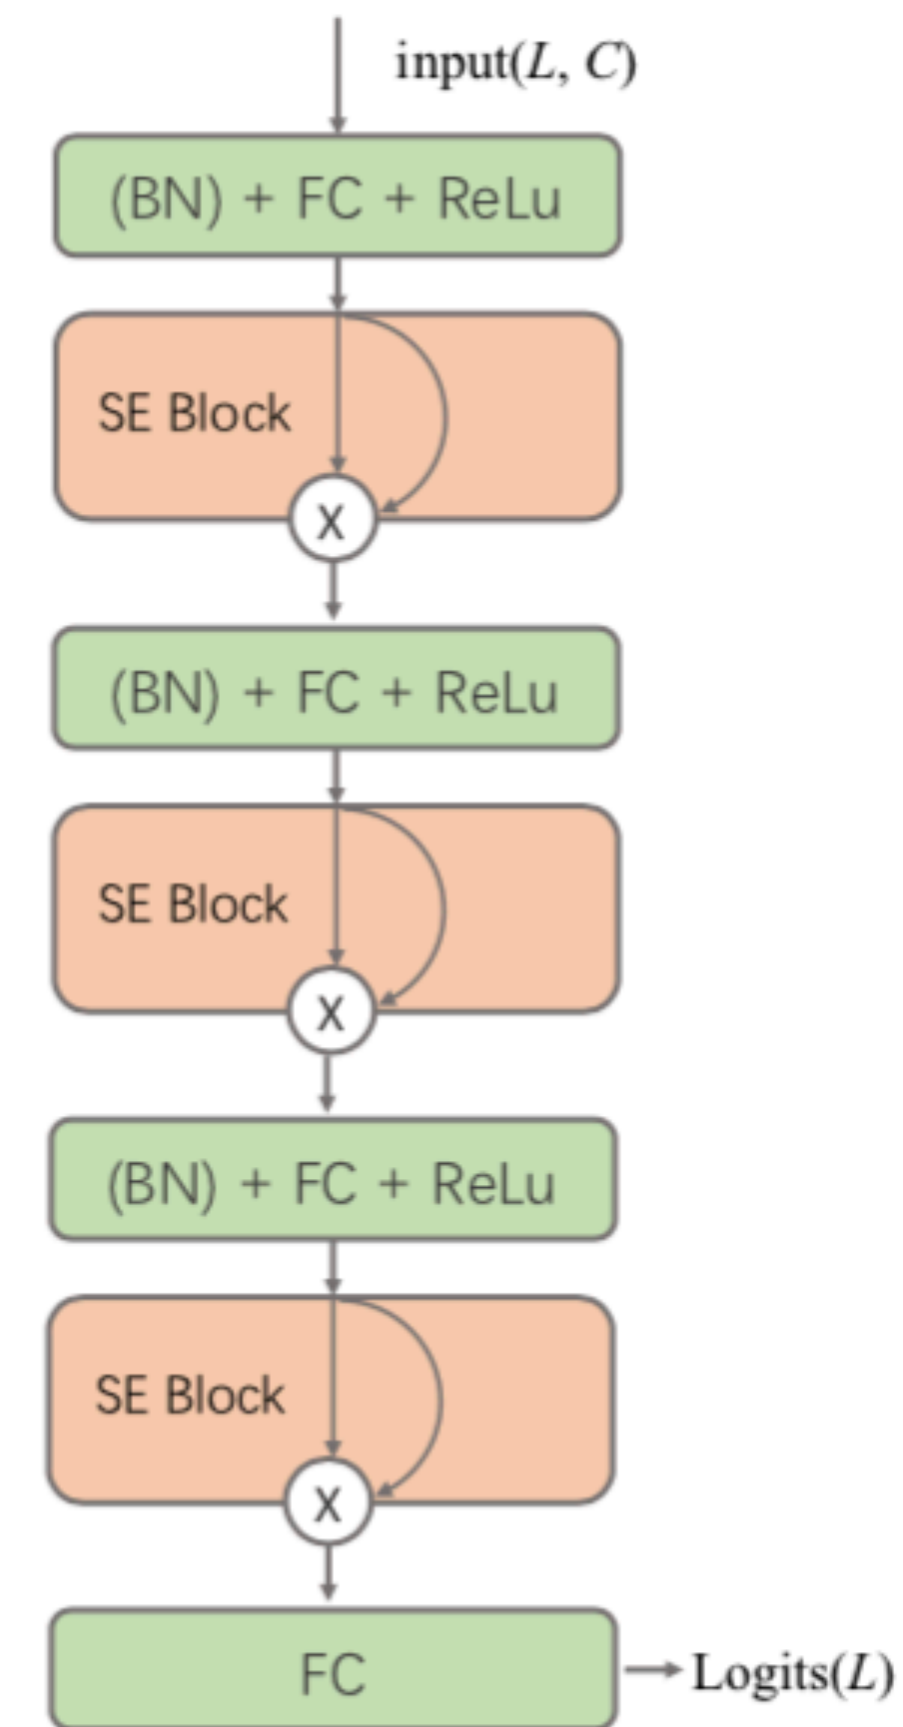 input(L, C)
(BN) + FC + ReLu
SE Block
X
(BN) + FC + ReLu
SE Block
X
(BN) + FC + ReLu
SE Block
X
FC
Logits(L)